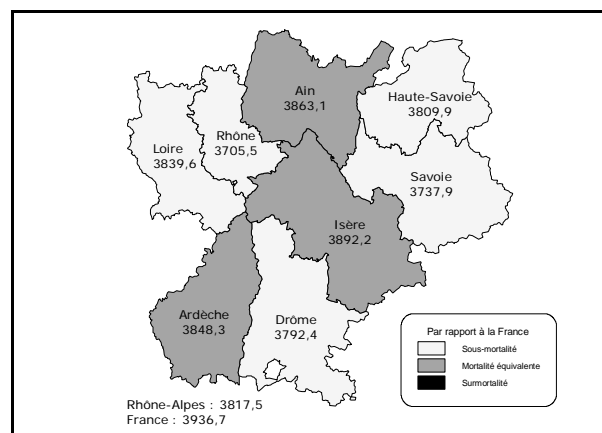 Ain
3863,1
Haute-Savoie
3809,9
Rhône
3705,5
Loire
3839,6
Savoie
3737,9
Isère
3892,2
Ardèche
3848,3
Drôme
3792,4
Par rapport à la France
Sous-mortalité
Mortalité équivalente
Surmortalité
Rhône-Alpes : 3817,5
France : 3936,7